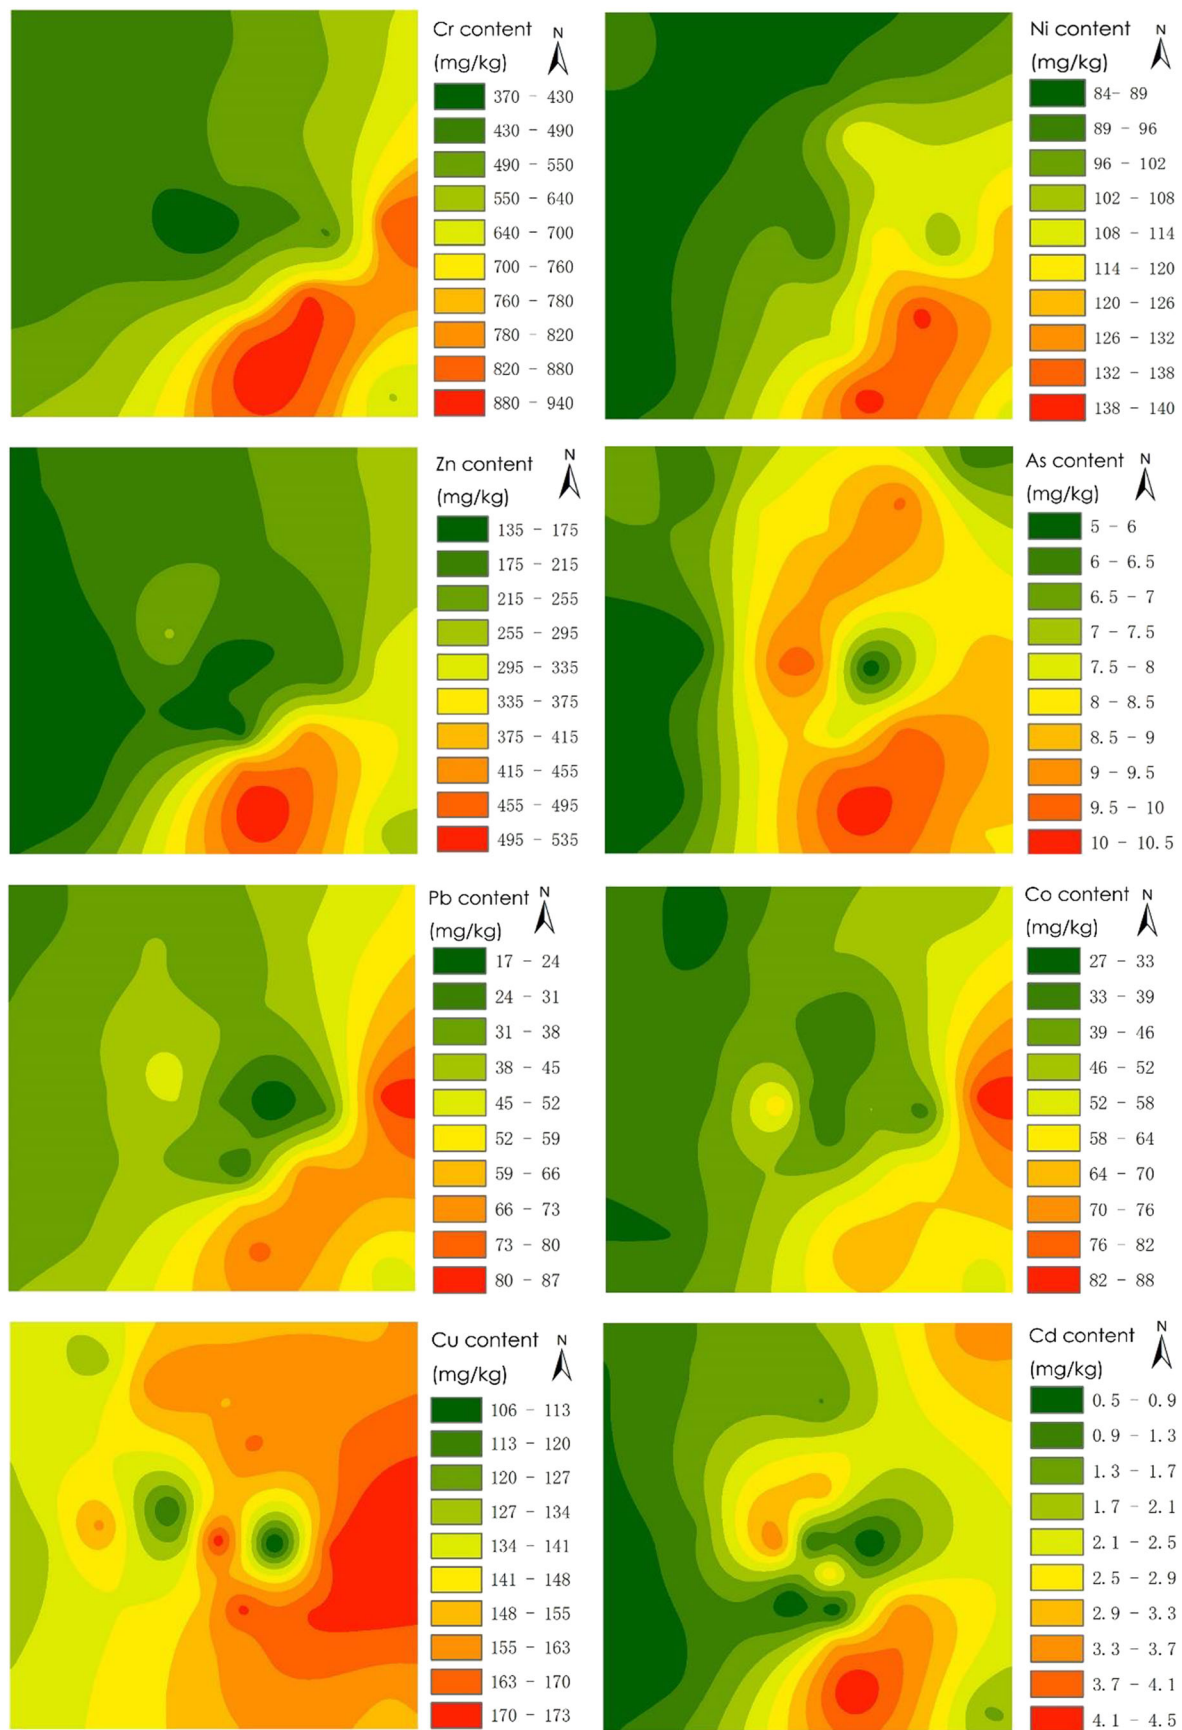 Cr content N
(mg/kg)
370 - 430
430 - 490
490 - 550
550 - 640
640 - 700
700 - 760
760 - 780
780 - 820
820 - 880
880 - 940
Ni content N
(mg/kg)
84- 89
89 - 96
96 - 102
102 - 108
108 - 114
114 - 120
120 - 126
126 - 132
132 - 138
138 - 140
Zn content N
(mg/kg)
135 - 175
175 - 215
215 - 255
255 - 295
295 - 335
335 - 375
375 - 415
415 - 455
455 - 495
495 - 535
As content N
(mg/kg)
5 - 6
6 - 6.5
6.5 - 7
7 - 7.5
7.5 - 8
8 - 8.5
8.5 - 9
9 - 9.5
9.5 - 10
10 - 10.5
Pb content N
(mg/kg)
17 - 24
24 - 31
31 - 38
38 - 45
45 - 52
52 - 59
59 - 66
66 - 73
73 - 80
80 - 87
Co content N
(mg/kg)
27 - 33
33 - 39
39 - 46
46 - 52
52 - 58
58 - 64
64 - 70
70 - 76
76 - 82
82 - 88
Cu content N
(mg/kg)
106 - 113
113 - 120
120 - 127
127 - 134
134 - 141
141 - 148
148 - 155
155 - 163
163 - 170
170 - 173
Cd content N
(mg/kg)
0.5 - 0.9
0.9 - 1.3
1.3 - 1.7
1.7 - 2.1
2.1 - 2.5
2.5 - 2.9
2.9 - 3.3
3.3 - 3.7
3.7 - 4.1
4.1 - 4.5